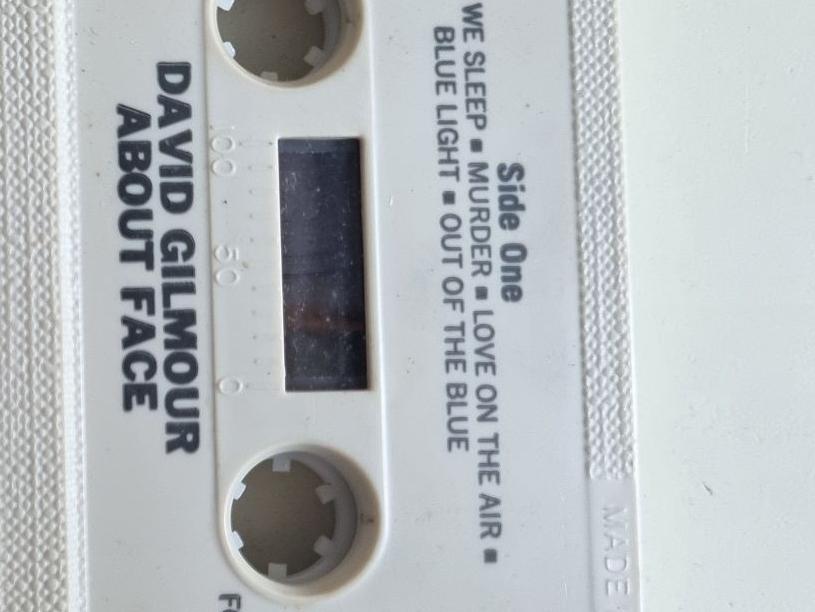 Side One
WE SLEEP ■ MURDER ■ LOVE ON THE AIR ■
BLUE LIGHT ■ OUT OF THE BLUE
100 50 0
DAVID GILMOUR
ABOUT FACE
MADE